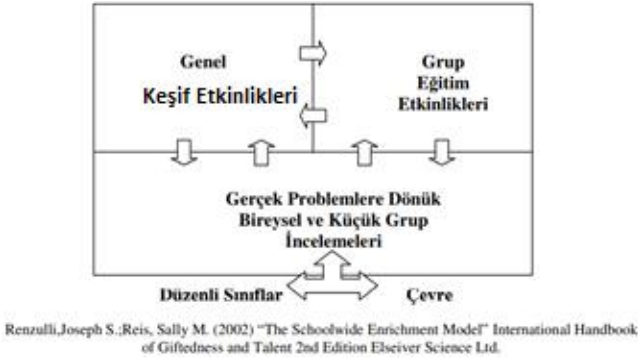 Genel
Keşif Etkinlikleri
Grup
Eğitim
Etkinlikleri
Gerçek Problemlere Dönük
Bireysel ve Küçük Grup
İncelemeleri
Düzenli Sınıflar
Çevre
Renzulli,Joseph S.;Reis, Sally M. (2002) “The Schoolwide Enrichment Model” International Handbook
of Giftedness and Talent 2nd Edition Elseiver Science Ltd.